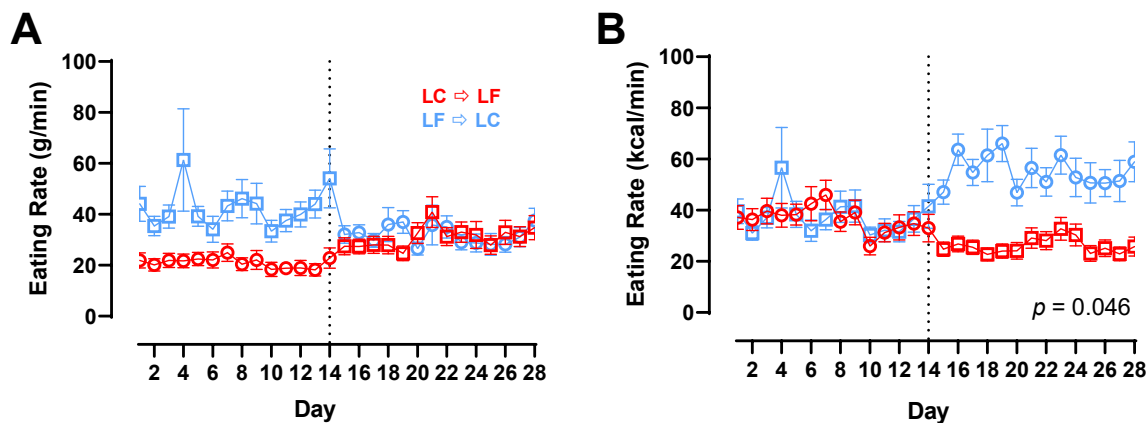 A
Eating Rate (g/min)
100
80
60
40
20
0
LC ⇨ LF
LF ⇨ LC
2 4 6 8 10 12 14 16 18 20 22 24 26 28
Day
B
Eating Rate (kcal/min)
100
80
60
40
20
0
p = 0.046
2 4 6 8 10 12 14 16 18 20 22 24 26 28
Day